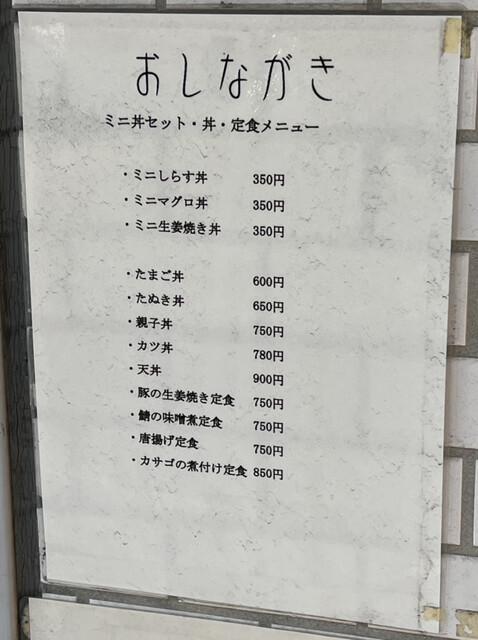 おしながき
ミニ丼セット・丼・定食メニュー
・ミニしらす丼 350円
・ミニマグロ丼 350円
・ミニ生姜焼き丼 350円
・たまご丼 600円
・たぬき丼 650円
・親子丼 750円
・カツ丼 780円
・天丼 900円
・豚の生姜焼き定食 750円
・鯖の味噌煮定食 750円
・唐揚げ定食 750円
・カサゴの煮付け定食 850円